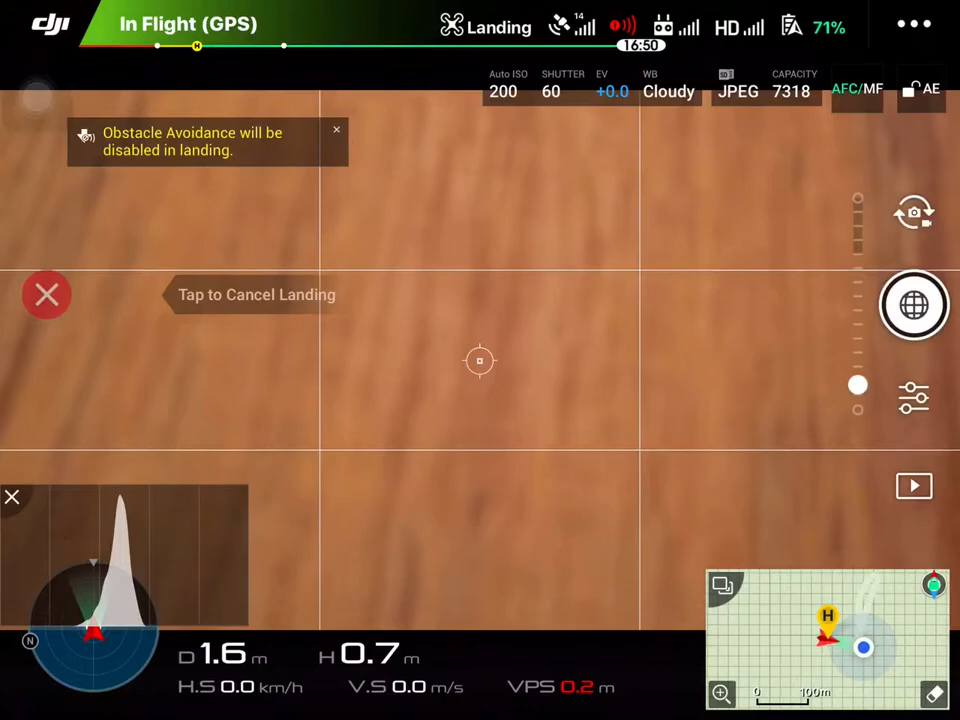 dji In Flight (GPS) Landing 14 HD 71%
H 16:50
Auto ISO SHUTTER EV WB SD CAPACITY
200 60 +0.0 Cloudy JPEG 7318 AFC/MF AE
Obstacle Avoidance will be
disabled in landing.
Tap to Cancel Landing
N
D 1.6 m H 0.7 m
H.S 0.0 km/h V.S 0.0 m/s VPS 0.2 m
H
0 100m